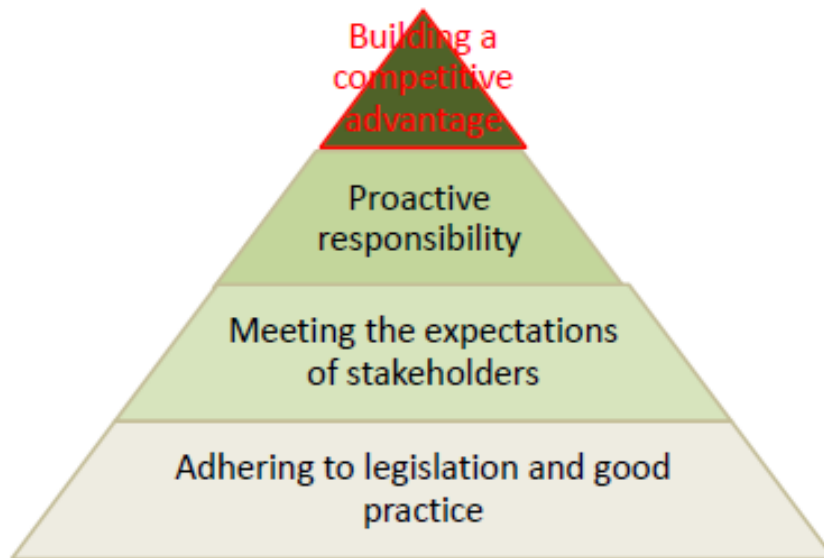 Building a
competitive
advantage
Proactive
responsibility
Meeting the expectations
of stakeholders
Adhering to legislation and good
practice